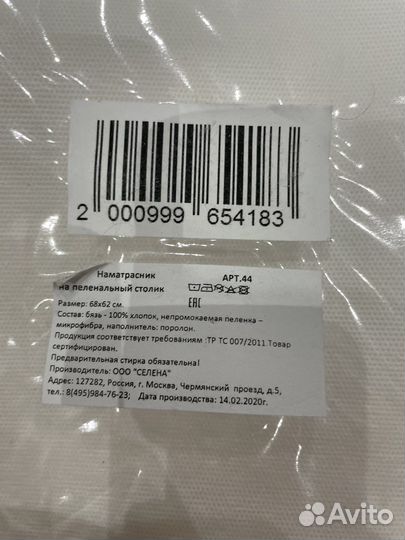 2 000999 654183
Наматрасник АРТ.44
на пеленальный столик
Размер: 68х62 см. ЕАС
Состав: бязь - 100% хлопок, непромокаемая пеленка –
микрофибра, наполнитель: поролон.
Продукция соответствует требованиям :ТР ТС 007/2011.Товар
сертифицирован.
Предварительная стирка обязательна!
Производитель: ООО "СЕЛЕНА"
Адрес: 127282, Россия, г. Москва, Чермянский проезд, д.5,
тел.: 8(495)984-76-23; Дата производства: 14.02.2020г.
Avito